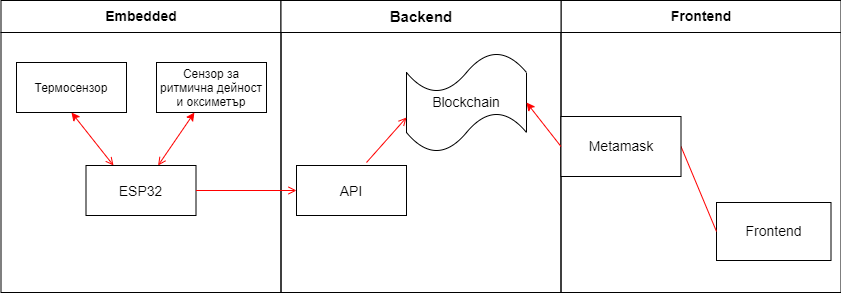 Embedded
Backend
Frontend
Термосензор
Сензор за
ритмична дейност
и оксиметър
Blockchain
Metamask
ESP32
API
Frontend